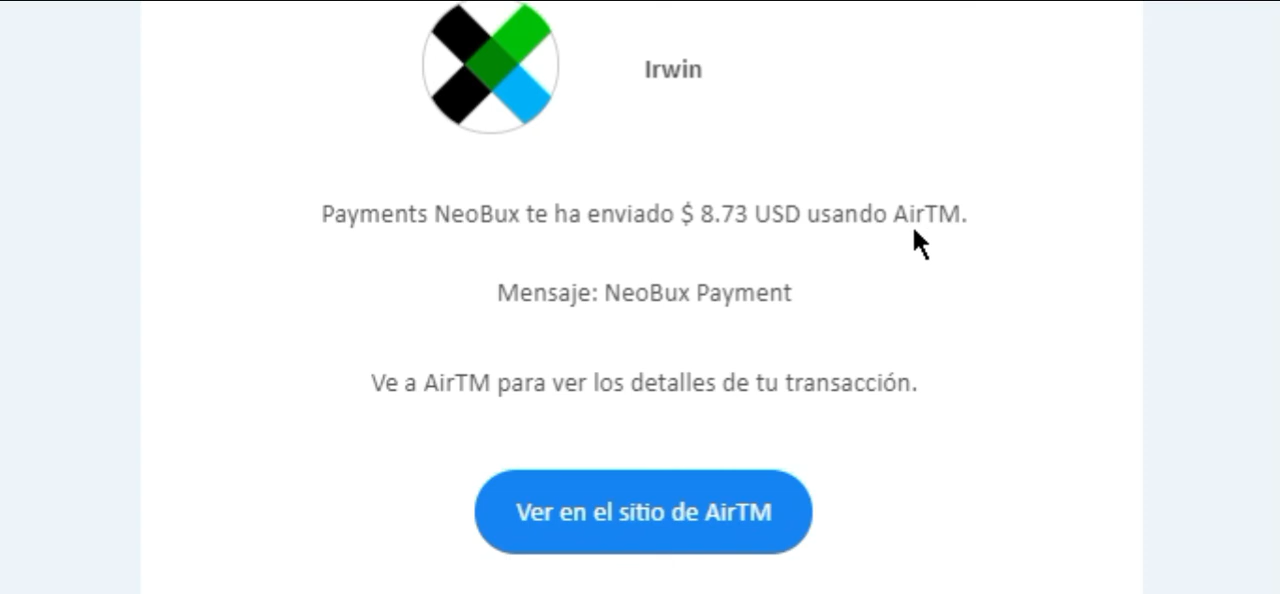 Irwin
Payments NeoBux te ha enviado $ 8.73 USD usando AirTM.
Mensaje: NeoBux Payment
Ve a AirTM para ver los detalles de tu transacción.
Ver en el sitio de AirTM